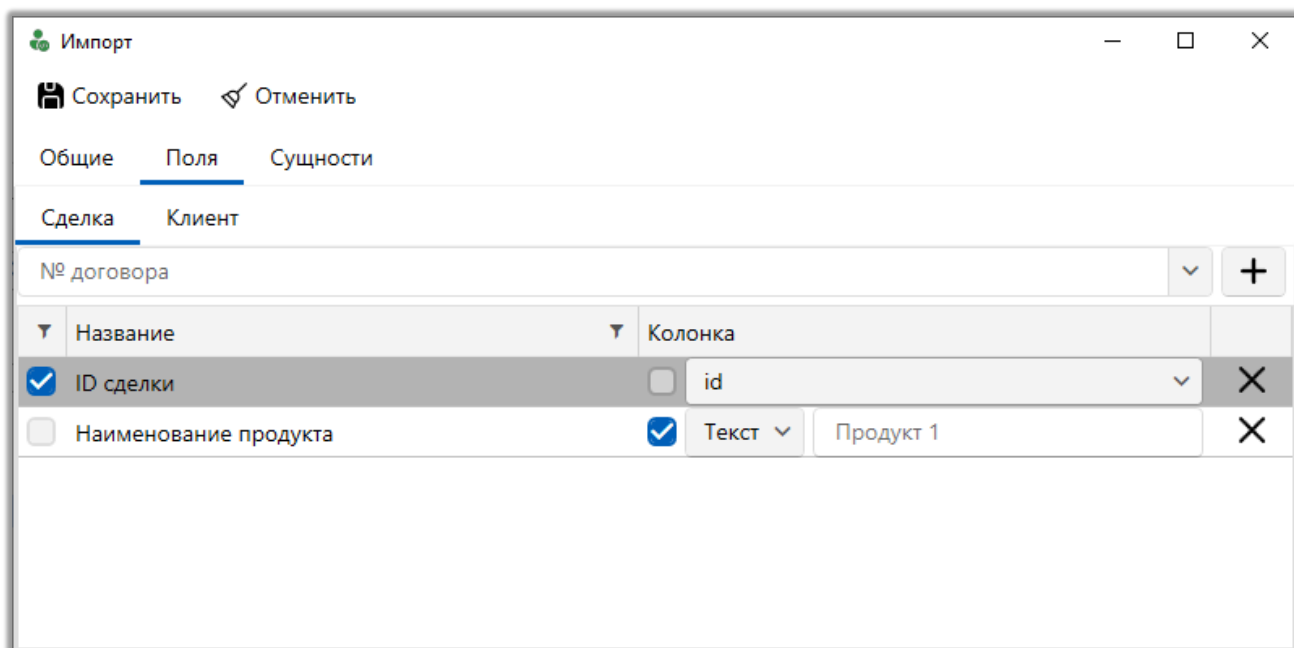 Импорт
Сохранить Отменить
Общие Поля Сущности
Сделка Клиент
№ договора
Название Колонка
ID сделки id
Наименование продукта Текст Продукт 1